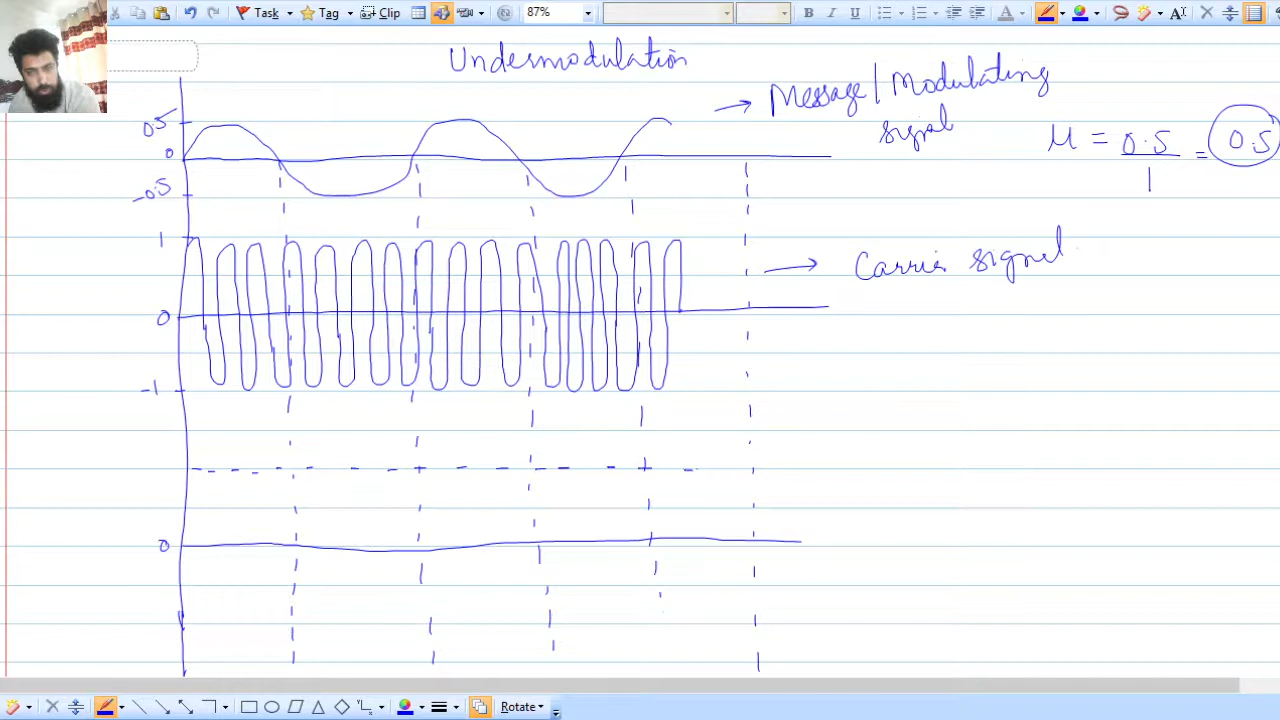 Task Tag Clip 87% B I U A A
Undermodulation
→ Message/Modulating
signal
0.5
0
-0.5
μ = 0.5 = 0.5
1
1
0
-1
→ Carrier signal
0
Rotate